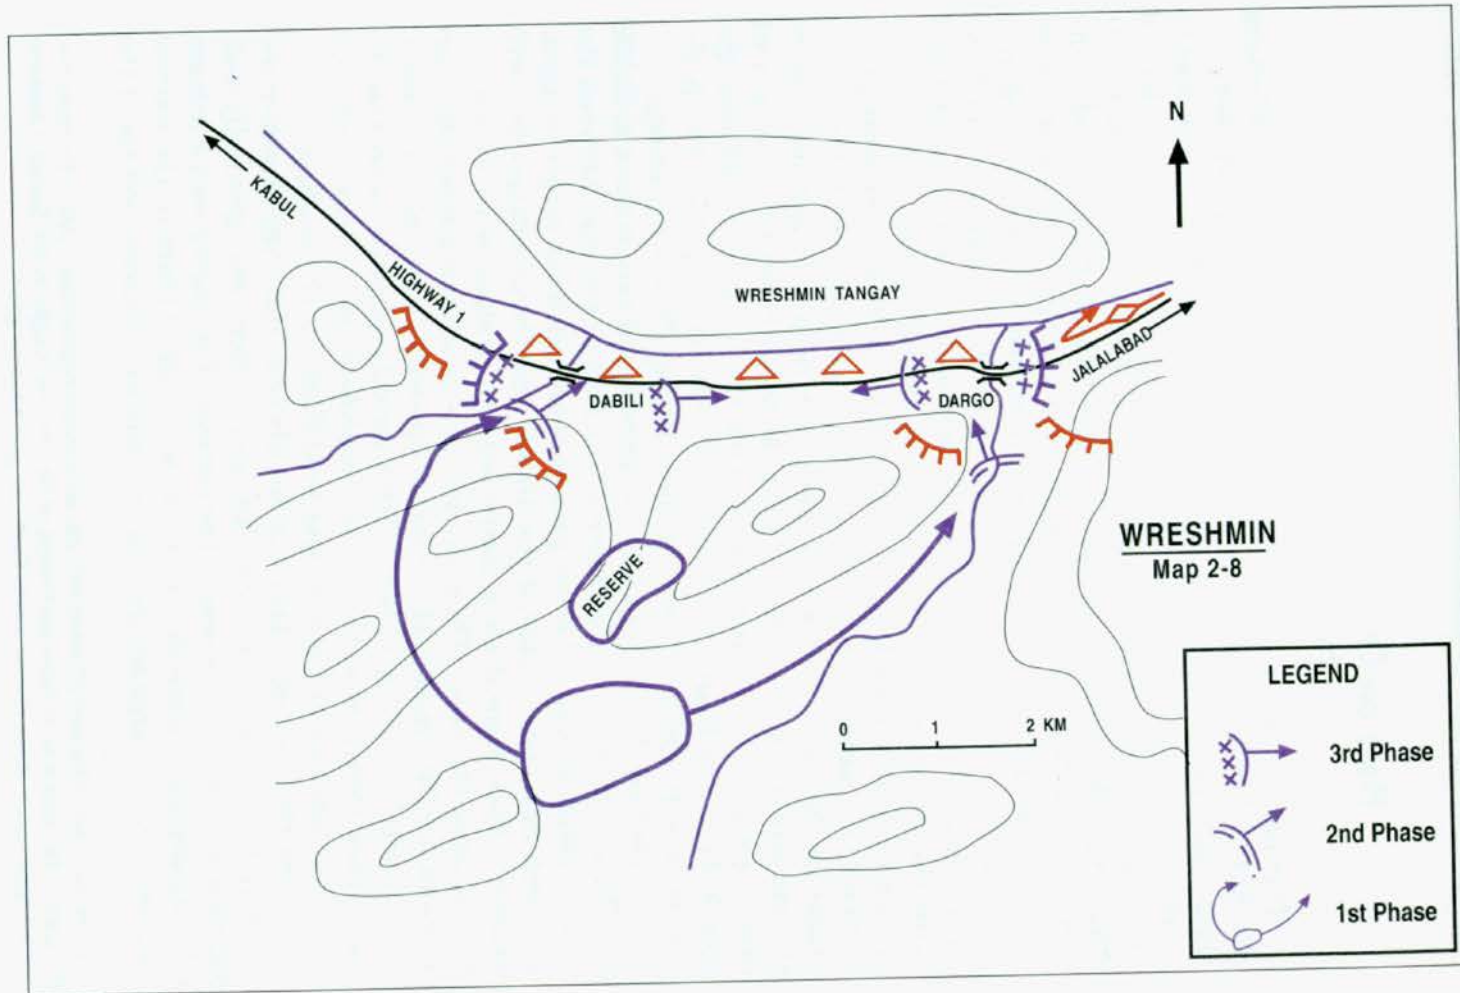 N
KABUL
HIGHWAY 1
WRESHMIN TANGAY
JALALABAD
DABILI
DARGO
RESERVE
WRESHMIN
Map 2-8
0 1 2 KM
LEGEND
3rd Phase
2nd Phase
1st Phase